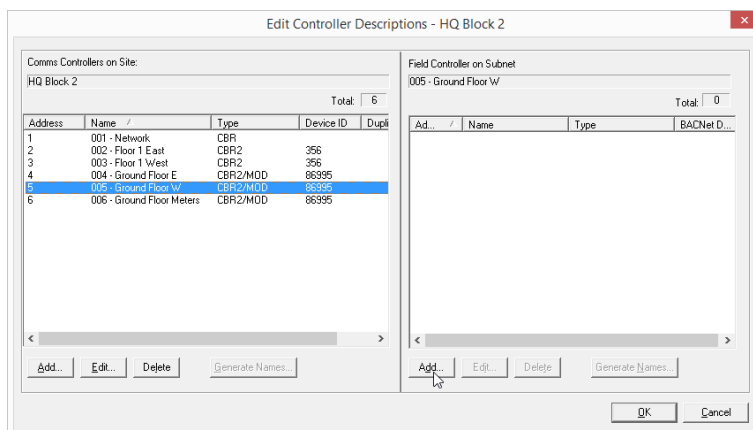 Edit Controller Descriptions - HQ Block 2
x
Comms Controllers on Site:
HQ Block 2
Total: 6
Address Name Type Device ID Dupli
1 001 - Network CBR
2 002 - Floor 1 East CBR2 356
3 003 - Floor 1 West CBR2 356
4 004 - Ground Floor E CBR2/MOD 86995
5 005 - Ground Floor W CBR2/MOD 86995
6 006 - Ground Floor Meters CBR2/MOD 86995
Add... Edit... Delete Generate Names...
Field Controller on Subnet
005 - Ground Floor W
Total: 0
Ad... Name Type BACNet D...
Add... Edit... Delete Generate Names...
OK Cancel